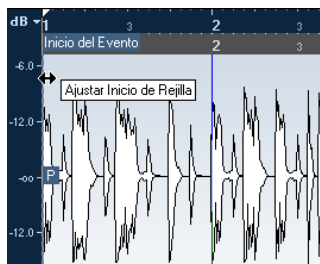 dB 1 3 2 3
Inicio del Evento 2 3
-6.0
Ajustar Inicio de Rejilla
-12.0
-oo P
-12.0